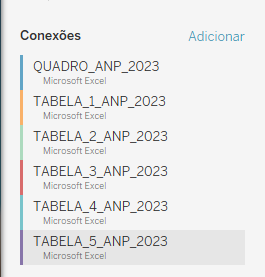 Conexões Adicionar
QUADRO_ANP_2023
Microsoft Excel
TABELA_1_ANP_2023
Microsoft Excel
TABELA_2_ANP_2023
Microsoft Excel
TABELA_3_ANP_2023
Microsoft Excel
TABELA_4_ANP_2023
Microsoft Excel
TABELA_5_ANP_2023
Microsoft Excel